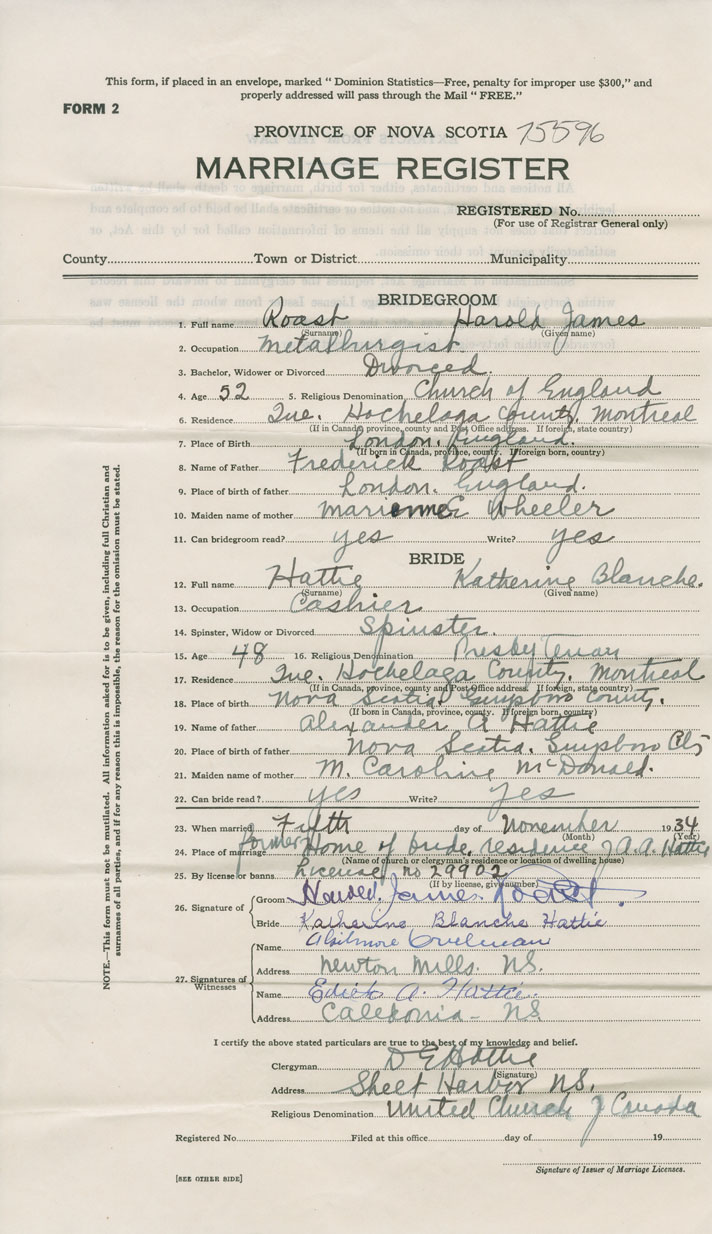 This form, if placed in an envelope, marked " Dominion Statistics—Free, penalty for improper use $300," and
properly addressed will pass through the Mail " FREE."
FORM 2
PROVINCE OF NOVA SCOTIA 15596
MARRIAGE REGISTER
REGISTERED No.
(For use of Registrar General only)
County Town or District Municipality
BRIDEGROOM
1. Full name Roast Harold James
(Surname) (Given name)
2. Occupation Metallurgist.
3. Bachelor, Widower or Divorced Divorced.
4. Age 52 5. Religious Denomination Church of England
6. Residence Que. Hochelaga County, Montreal
(If in Canada, province, county and Post Office address. If foreign, state country)
7. Place of Birth London, England.
(If born in Canada, province, county. If foreign born, country)
8. Name of Father Frederick Roast
9. Place of birth of father London, England.
10. Maiden name of mother Wheeler
11. Can bridegroom read? yes Write? yes
BRIDE
12. Full name Hattie Katherine Blanche.
(Surname) (Given name)
13. Occupation Cashier
14. Spinster, Widow or Divorced Spinster.
15. Age 48 16. Religious Denomination Presbyterian
17. Residence Que. Hochelaga County, Montreal
(If in Canada, province, county and Post Office address. If foreign, state country)
18. Place of Birth Nova Scotia, Guysboro County.
(If born in Canada, province, county. If foreign born, country)
19. Name of father Alexander A Hattie
20. Place of birth of father Nova Scotia. Guysboro Cty
21. Maiden name of mother M. Caroline McDonald.
22. Can bride read? yes Write? yes
23. When married Fifth day of November 1934
(Month) (Year)
24. Place of marriage former Home of bride, residence of A.A. Hattie
(Name of church or clergyman's residence or location of dwelling house)
25. By license or banns License, no 29902
(If by license, give number)
26. Signature of Groom Harold James Roast.
Bride Katherine Blanche Hattie
27. Signatures of Witnesses
Name
Address Newton Mills. NS.
Name Edith A. Hattie.
Address Caledonia - NS
I certify the above stated particulars are true to the best of my knowledge and belief.
Clergyman D E Hattie
(Signature)
Address Sheet Harbor NS.
Religious Denomination United Church of Canada
Registered No. Filed at this office day of 19
Signature of Issuer of Marriage Licenses.
[SEE OTHER SIDE]
NOTE.—This form must not be mutilated. All information asked for is to be given, including full Christian and
surnames of all parties, and if for any reason this is impossible, the reason for the omission must be stated.